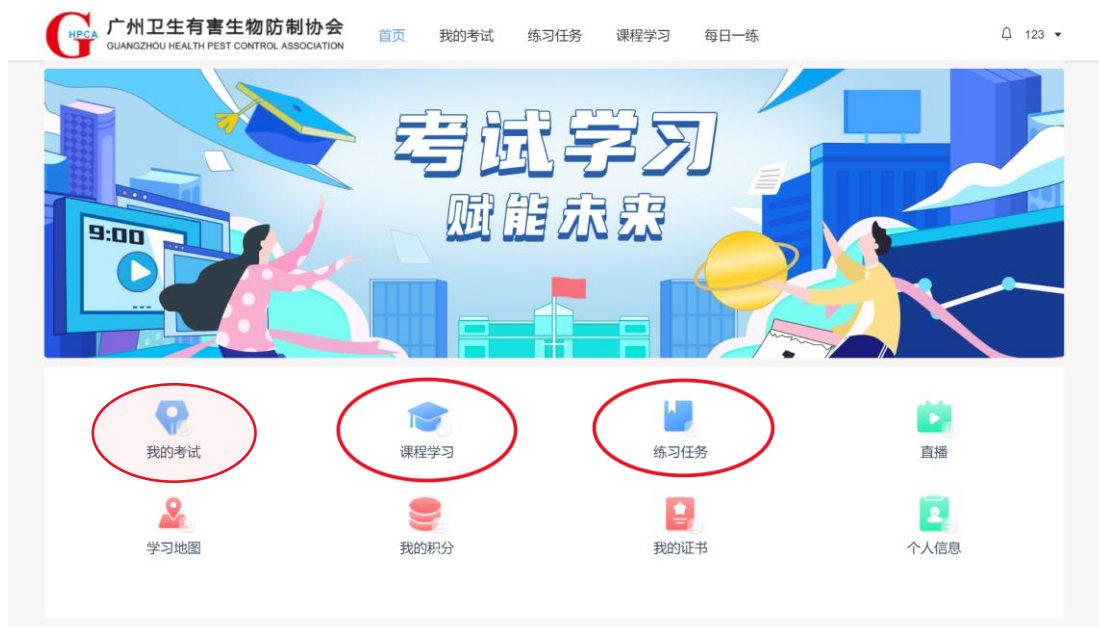 HPCA
广州卫生有害生物防制协会
GUANGZHOU HEALTH PEST CONTROL ASSOCIATION
首页 我的考试 练习任务 课程学习 每日一练 123
考试学习
赋能未来
9:00
我的考试 课程学习 练习任务 直播
学习地图 我的积分 我的证书 个人信息